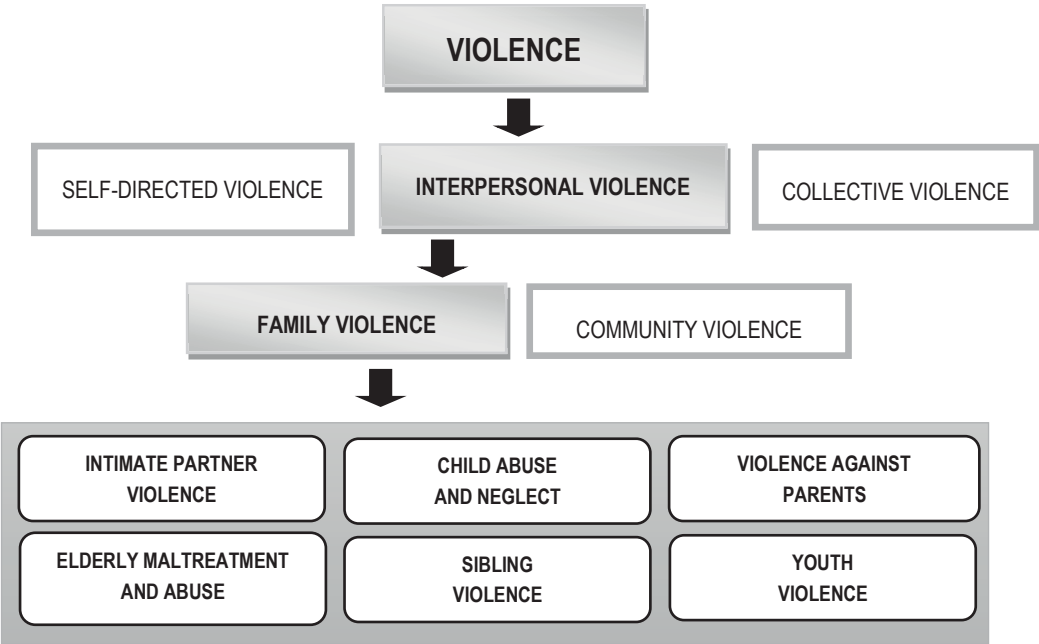 VIOLENCE
SELF-DIRECTED VIOLENCE
INTERPERSONAL VIOLENCE
COLLECTIVE VIOLENCE
FAMILY VIOLENCE
COMMUNITY VIOLENCE
INTIMATE PARTNER
VIOLENCE
CHILD ABUSE
AND NEGLECT
VIOLENCE AGAINST
PARENTS
ELDERLY MALTREATMENT
AND ABUSE
SIBLING
VIOLENCE
YOUTH
VIOLENCE